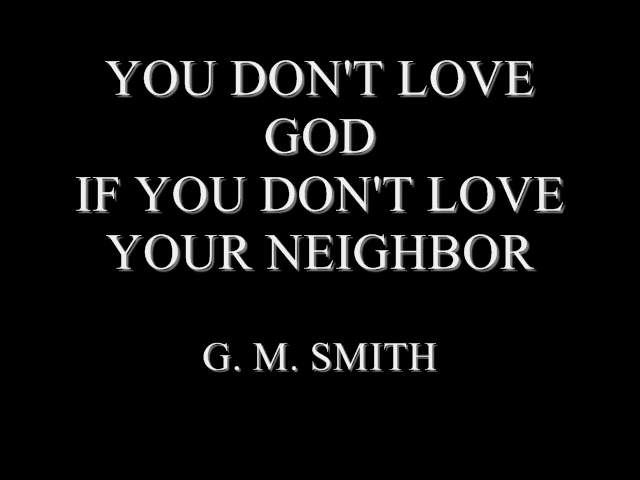 YOU DON'T LOVE
GOD
IF YOU DON'T LOVE
YOUR NEIGHBOR
G. M. SMITH